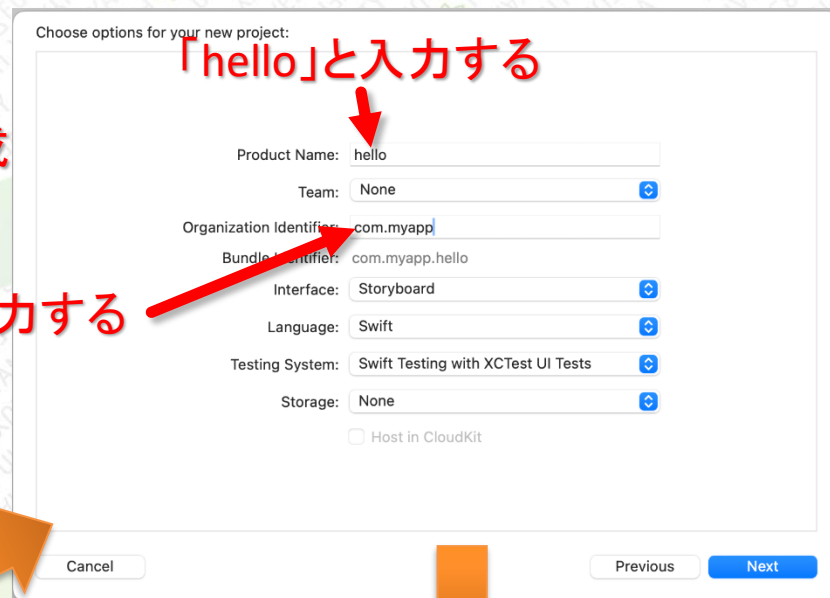 Choose options for your new project:
「hello」と入力する
Product Name: hello
Team: None
Organization Identifier: com.myapp
Bundle Identifier: com.myapp.hello
力する
Interface: Storyboard
Language: Swift
Testing System: Swift Testing with XCTest UI Tests
Storage: None
Host in CloudKit
Cancel
Previous
Next